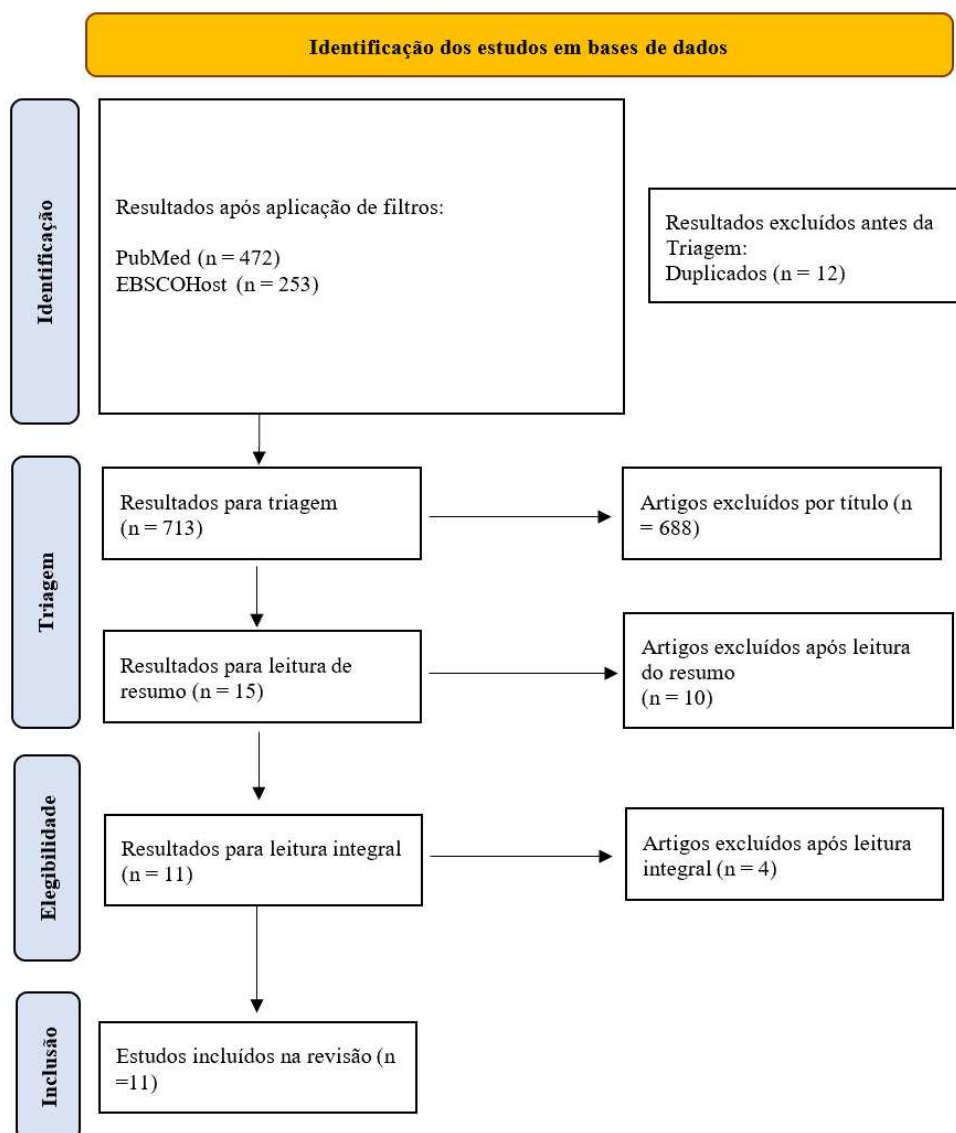 Identificação dos estudos em bases de dados
Identificação
Resultados após aplicação de filtros:
PubMed (n = 472)
EBSCOHost (n = 253)
Resultados excluídos antes da
Triagem:
Duplicados (n = 12)
Triagem
Resultados para triagem
(n = 713)
Artigos excluídos por título (n
= 688)
Resultados para leitura de
resumo (n = 15)
Artigos excluídos após leitura
do resumo
(n = 10)
Elegibilidade
Resultados para leitura integral
(n = 11)
Artigos excluídos após leitura
integral (n = 4)
Inclusão
Estudos incluídos na revisão (n
=11)